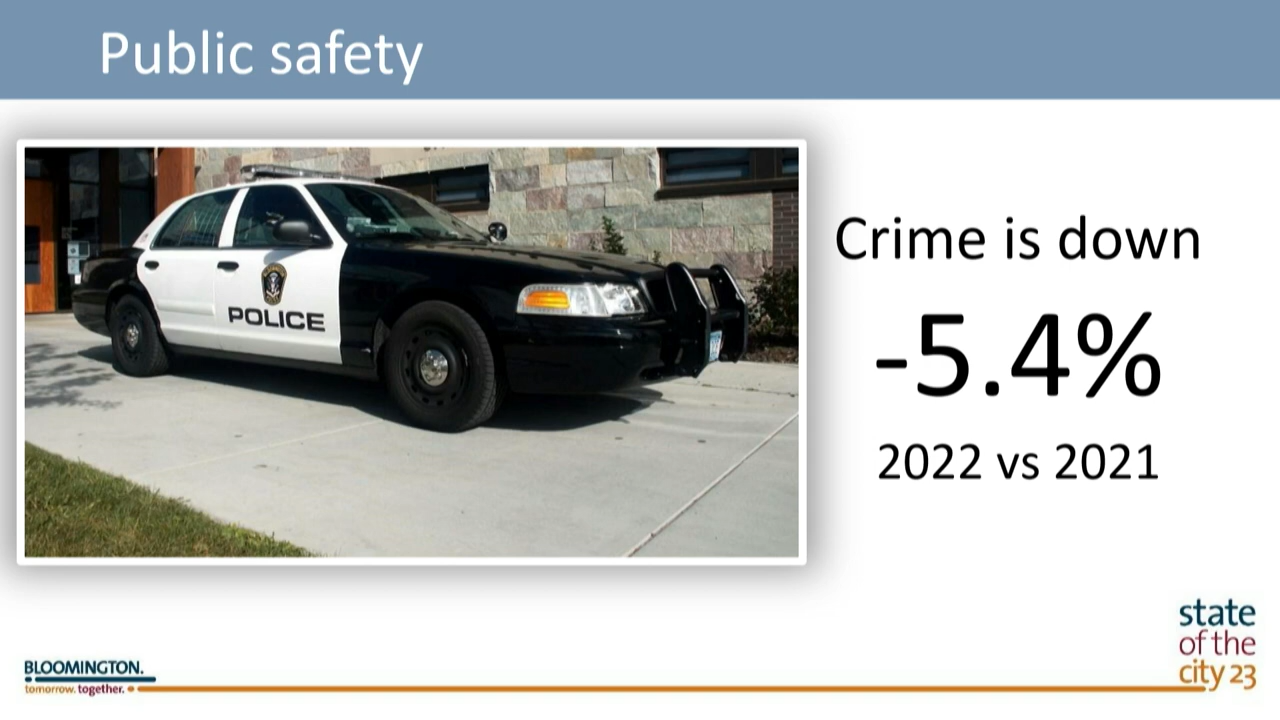 Public safety
POLICE
Crime is down
-5.4%
2022 vs 2021
state
of the
city 23
BLOOMINGTON.
tomorrow. together.